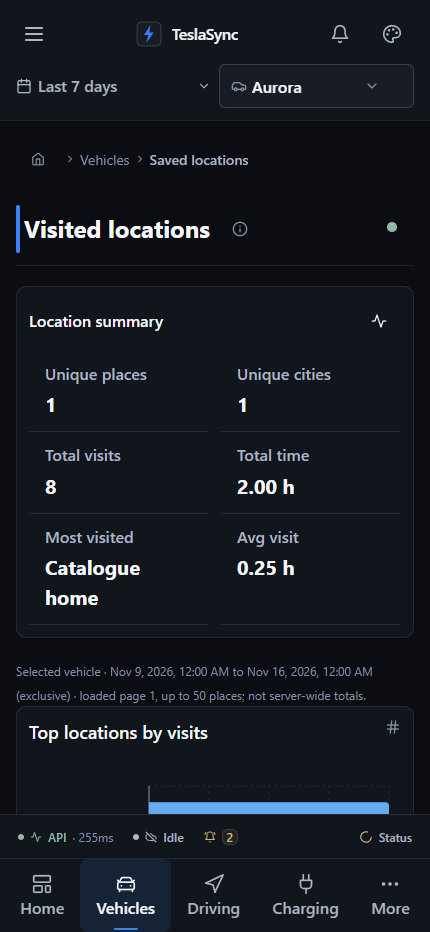 TeslaSync
Last 7 days
Aurora
Vehicles
Saved locations
Visited locations
Location summary
Unique places
1
Unique cities
1
Total visits
8
Total time
2.00 h
Most visited
Catalogue
home
Avg visit
0.25 h
Selected vehicle · Nov 9, 2026, 12:00 AM to Nov 16, 2026, 12:00 AM
(exclusive) · loaded page 1, up to 50 places; not server-wide totals.
Top locations by visits
API · 255ms
Idle
2
Status
Home
Vehicles
Driving
Charging
More